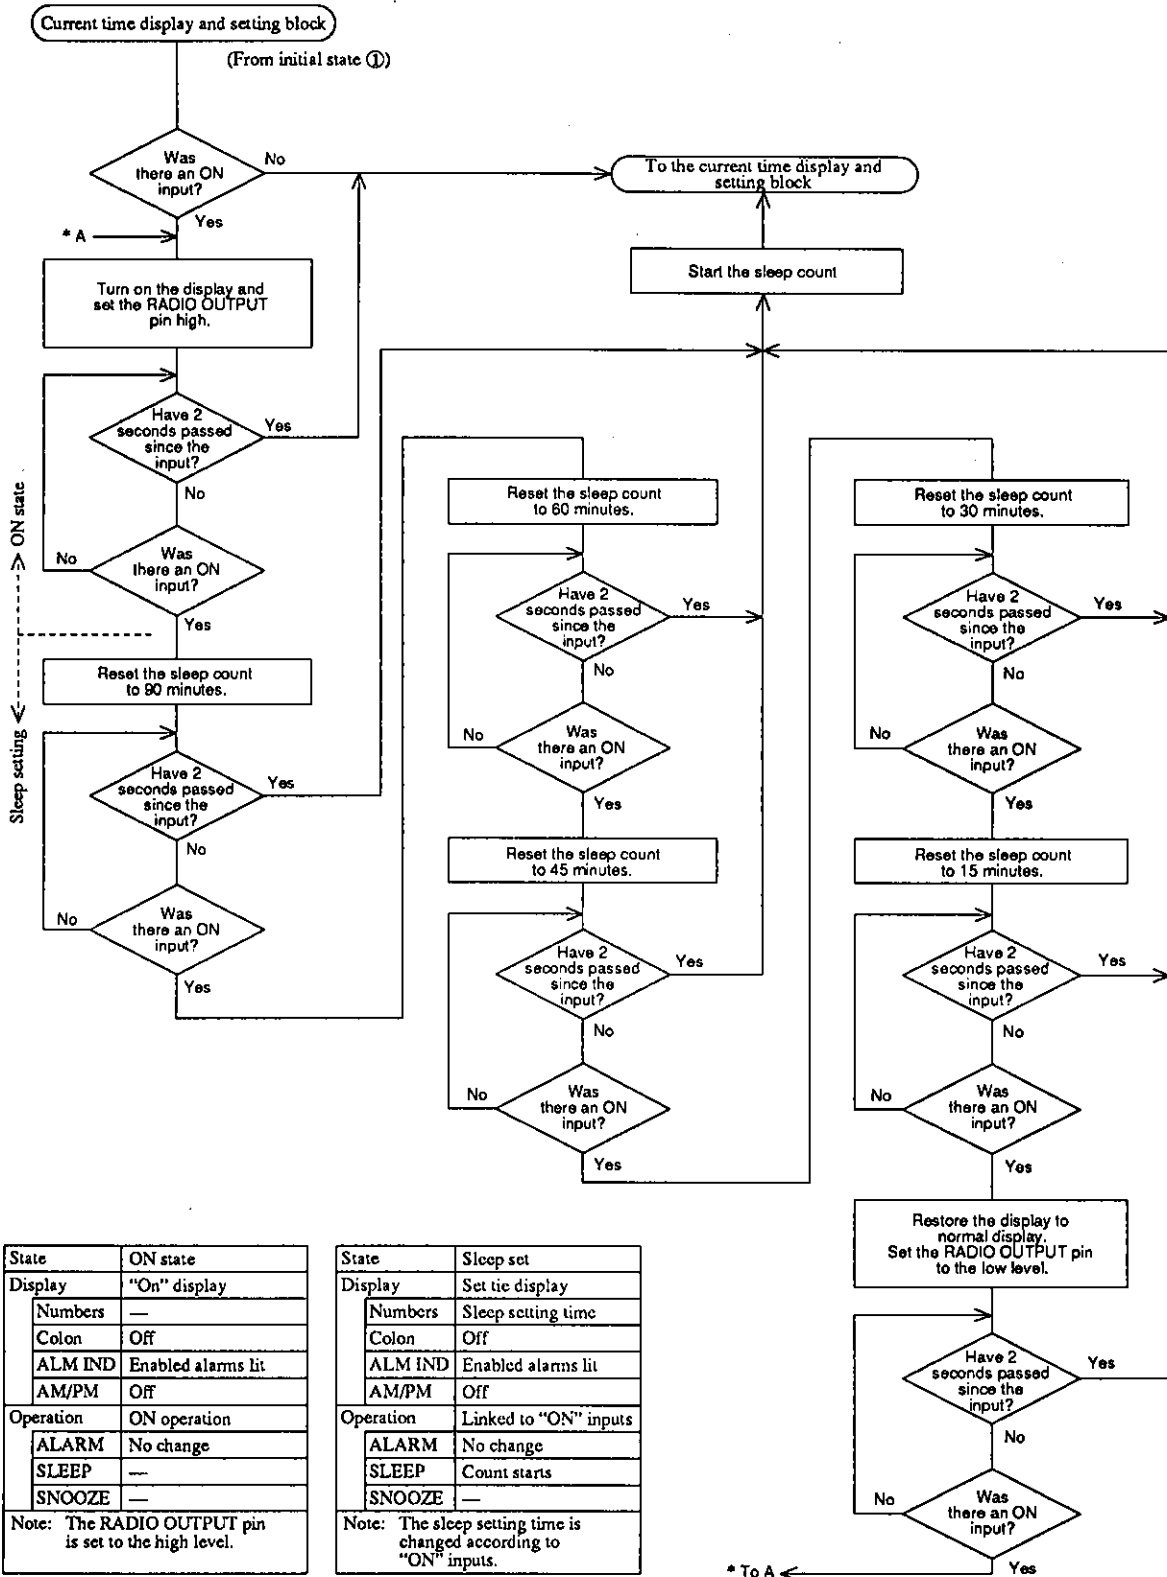 Current time display and setting block
(From initial state ①)
Was
there an ON
input?
No
Yes
To the current time display and
setting block
* A
Turn on the display and
set the RADIO OUTPUT
pin high.
Start the sleep count
Have 2
seconds passed
since the
input?
Yes
No
Was
there an ON
input?
No
Yes
ON state
Sleep setting
Reset the sleep count
to 90 minutes.
Have 2
seconds passed
since the
input?
Yes
No
Was
there an ON
input?
No
Yes
Reset the sleep count
to 60 minutes.
Have 2
seconds passed
since the
input?
Yes
No
Was
there an ON
input?
No
Yes
Reset the sleep count
to 45 minutes.
Have 2
seconds passed
since the
input?
Yes
No
Was
there an ON
input?
No
Yes
Reset the sleep count
to 30 minutes.
Have 2
seconds passed
since the
input?
Yes
No
Was
there an ON
input?
No
Yes
Reset the sleep count
to 15 minutes.
Have 2
seconds passed
since the
input?
Yes
No
Was
there an ON
input?
No
Yes
Restore the display to
normal display.
Set the RADIO OUTPUT pin
to the low level.
Have 2
seconds passed
since the
input?
Yes
No
Was
there an ON
input?
No
Yes
* To A
State ON state
Display "On" display
Numbers —
Colon Off
ALM IND Enabled alarms lit
AM/PM Off
Operation ON operation
ALARM No change
SLEEP —
SNOOZE —
Note: The RADIO OUTPUT pin
is set to the high level.
State Sleep set
Display Set tie display
Numbers Sleep setting time
Colon Off
ALM IND Enabled alarms lit
AM/PM Off
Operation Linked to "ON" inputs
ALARM No change
SLEEP Count starts
SNOOZE —
Note: The sleep setting time is
changed according to
"ON" inputs.